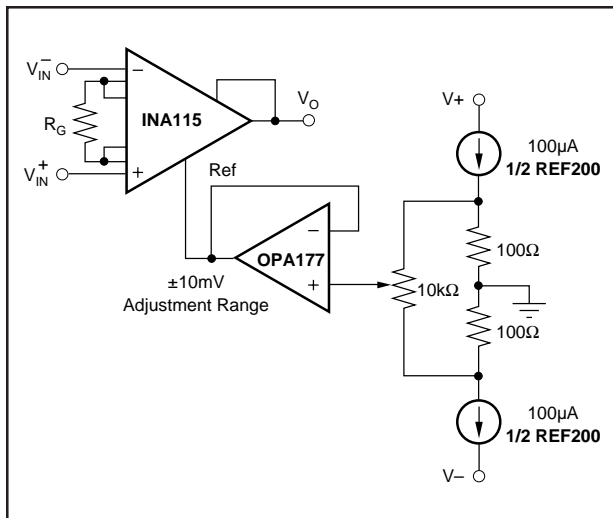 V⁻IN
−
RG
INA115
VO
V⁺IN
+
Ref
−
OPA177
+
±10mV
Adjustment Range
10kΩ
V+
100µA
1/2 REF200
100Ω
100Ω
100µA
1/2 REF200
V–